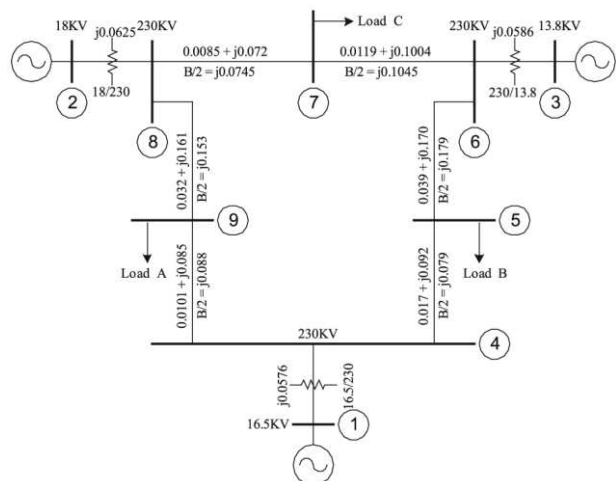 18KV
j0.0625
230KV
0.0085 + j0.072
B/2 = j0.0745
Load C
0.0119 + j0.1004
B/2 = j0.1045
230KV
j0.0586
13.8KV
2
18/230
8
7
6
230/13.8
3
0.032 + j0.161
B/2 = j0.153
0.039 + j0.170
B/2 = j0.179
9
5
Load A
0.0101 + j0.085
B/2 = j0.088
0.017 + j0.092
B/2 = j0.079
Load B
230KV
4
j0.0576
16.5/230
16.5KV
1